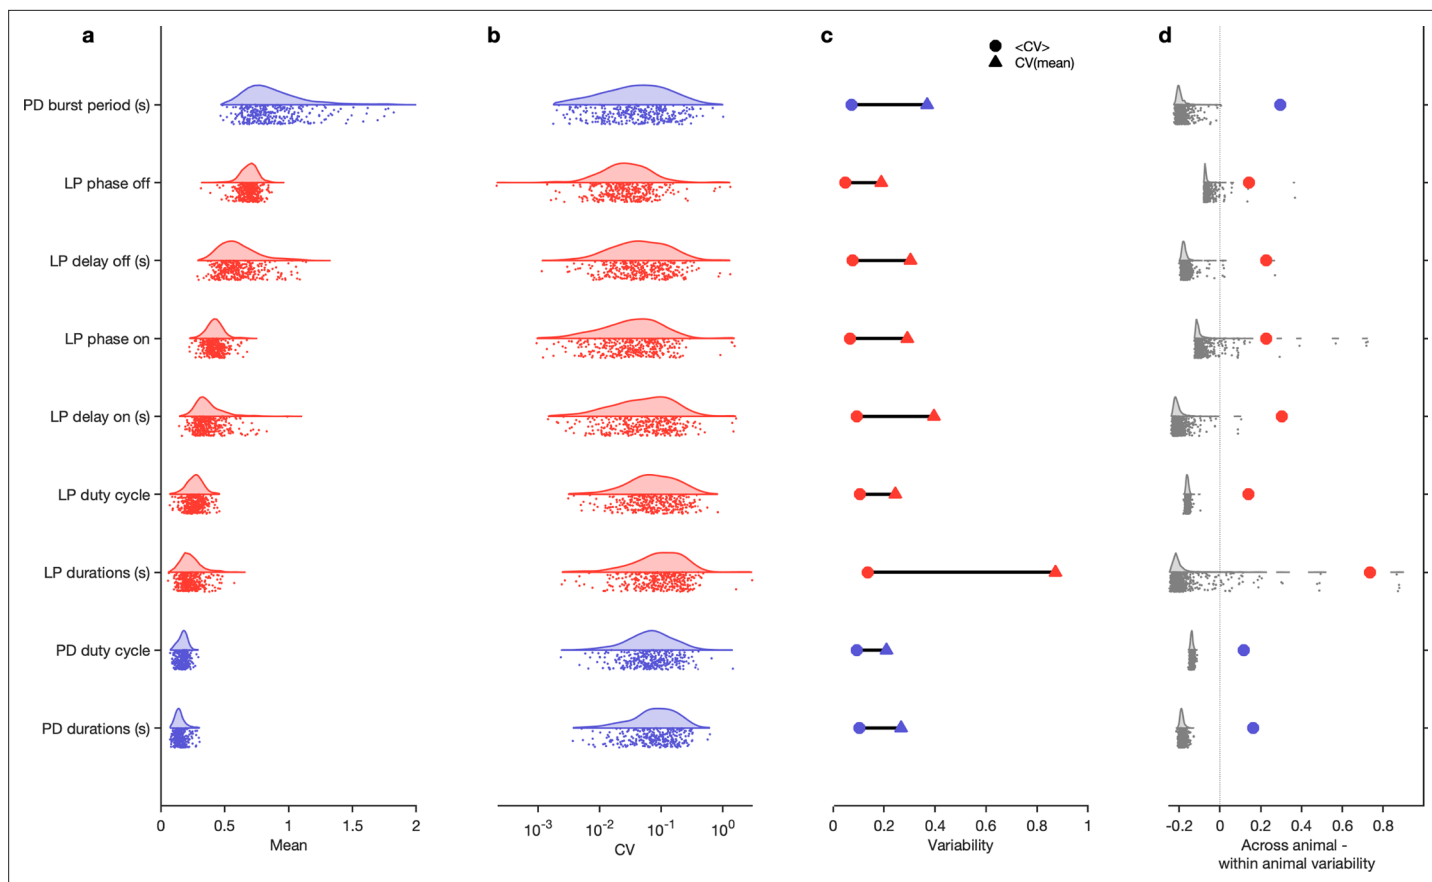 a
b
c
d
<CV>
CV(mean)
PD burst period (s)
LP phase off
LP delay off (s)
LP phase on
LP delay on (s)
LP duty cycle
LP durations (s)
PD duty cycle
PD durations (s)
0 0.5 1 1.5 2
Mean
10⁻³ 10⁻² 10⁻¹ 10⁰
CV
0 0.2 0.4 0.6 0.8 1
Variability
-0.2 0 0.2 0.4 0.6 0.8
Across animal -
within animal variability